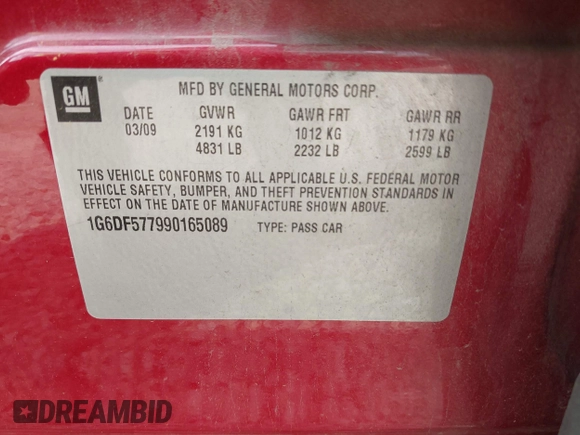 GM
MFD BY GENERAL MOTORS CORP.
DATE GVWR GAWR FRT GAWR RR
03/09 2191 KG 1012 KG 1179 KG
4831 LB 2232 LB 2599 LB
THIS VEHICLE CONFORMS TO ALL APPLICABLE U.S. FEDERAL MOTOR
VEHICLE SAFETY, BUMPER, AND THEFT PREVENTION STANDARDS IN
EFFECT ON THE DATE OF MANUFACTURE SHOWN ABOVE.
1G6DF577990165089 TYPE: PASS CAR
DREAMBID